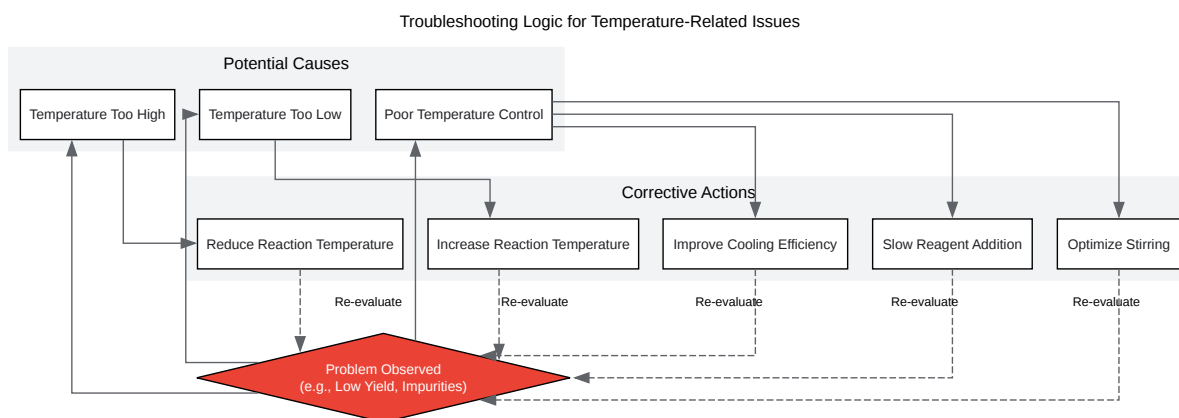 Troubleshooting Logic for Temperature-Related Issues
Potential Causes
Temperature Too High
Temperature Too Low
Poor Temperature Control
Corrective Actions
Reduce Reaction Temperature
Increase Reaction Temperature
Improve Cooling Efficiency
Slow Reagent Addition
Optimize Stirring
Re-evaluate
Re-evaluate
Re-evaluate
Re-evaluate
Re-evaluate
Problem Observed
(e.g., Low Yield, Impurities)